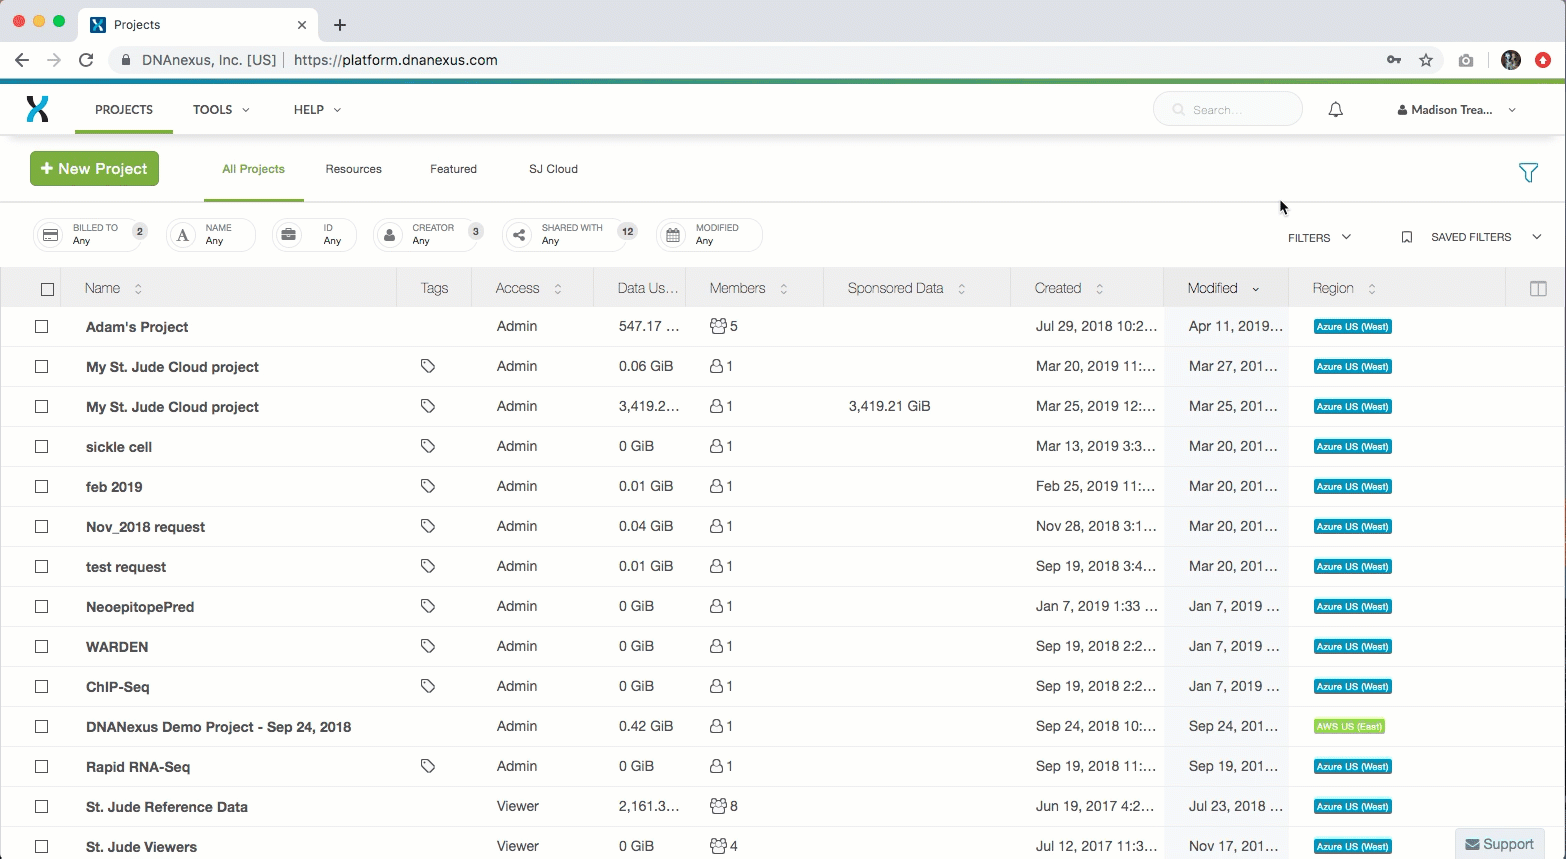 Projects
DNAnexus, Inc. [US] | https://platform.dnanexus.com
PROJECTS TOOLS HELP Search... Madison Trea...
+ New Project All Projects Resources Featured SJ Cloud
BILLED TO Any 2 NAME Any ID Any CREATOR Any 3 SHARED WITH Any 12 MODIFIED Any FILTERS SAVED FILTERS
Name Tags Access Data Us... Members Sponsored Data Created Modified Region
Adam's Project Admin 547.17 ... 5 Jul 29, 2018 10:2... Apr 11, 2019... Azure US (West)
My St. Jude Cloud project Admin 0.06 GiB 1 Mar 20, 2019 11:... Mar 27, 201... Azure US (West)
My St. Jude Cloud project Admin 3,419.2... 1 3,419.21 GiB Mar 25, 2019 12:... Mar 25, 201... Azure US (West)
sickle cell Admin 0 GiB 1 Mar 13, 2019 3:3... Mar 20, 201... Azure US (West)
feb 2019 Admin 0.01 GiB 1 Feb 25, 2019 11:... Mar 20, 201... Azure US (West)
Nov_2018 request Admin 0.04 GiB 1 Nov 28, 2018 3:1... Mar 20, 201... Azure US (West)
test request Admin 0.01 GiB 1 Sep 19, 2018 3:4... Mar 20, 201... Azure US (West)
NeoepitopePred Admin 0 GiB 1 Jan 7, 2019 1:33 ... Jan 7, 2019 ... Azure US (West)
WARDEN Admin 0 GiB 1 Sep 19, 2018 2:2... Jan 7, 2019 ... Azure US (West)
ChIP-Seq Admin 0 GiB 1 Sep 19, 2018 2:2... Jan 7, 2019 ... Azure US (West)
DNANexus Demo Project - Sep 24, 2018 Admin 0.42 GiB 1 Sep 24, 2018 10:... Sep 24, 201... AWS US (East)
Rapid RNA-Seq Admin 0 GiB 1 Sep 19, 2018 11:... Sep 19, 201... Azure US (West)
St. Jude Reference Data Viewer 2,161.3... 8 Jun 19, 2017 4:2... Jul 23, 2018 ... Azure US (West)
St. Jude Viewers Viewer 0 GiB 4 Jul 12, 2017 11:3... Nov 17, 201... Azure US (West)
Support